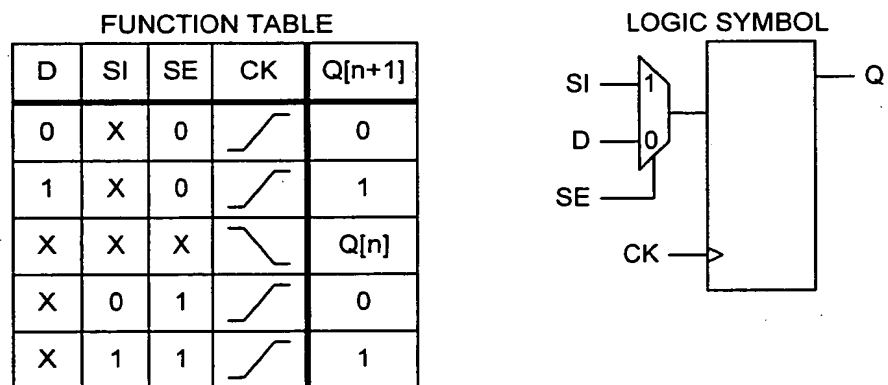 FUNCTION TABLE
D SI SE CK Q[n+1]
0 X 0 0
1 X 0 1
X X X Q[n]
X 0 1 0
X 1 1 1
LOGIC SYMBOL
SI 1 Q
D 0
SE
CK